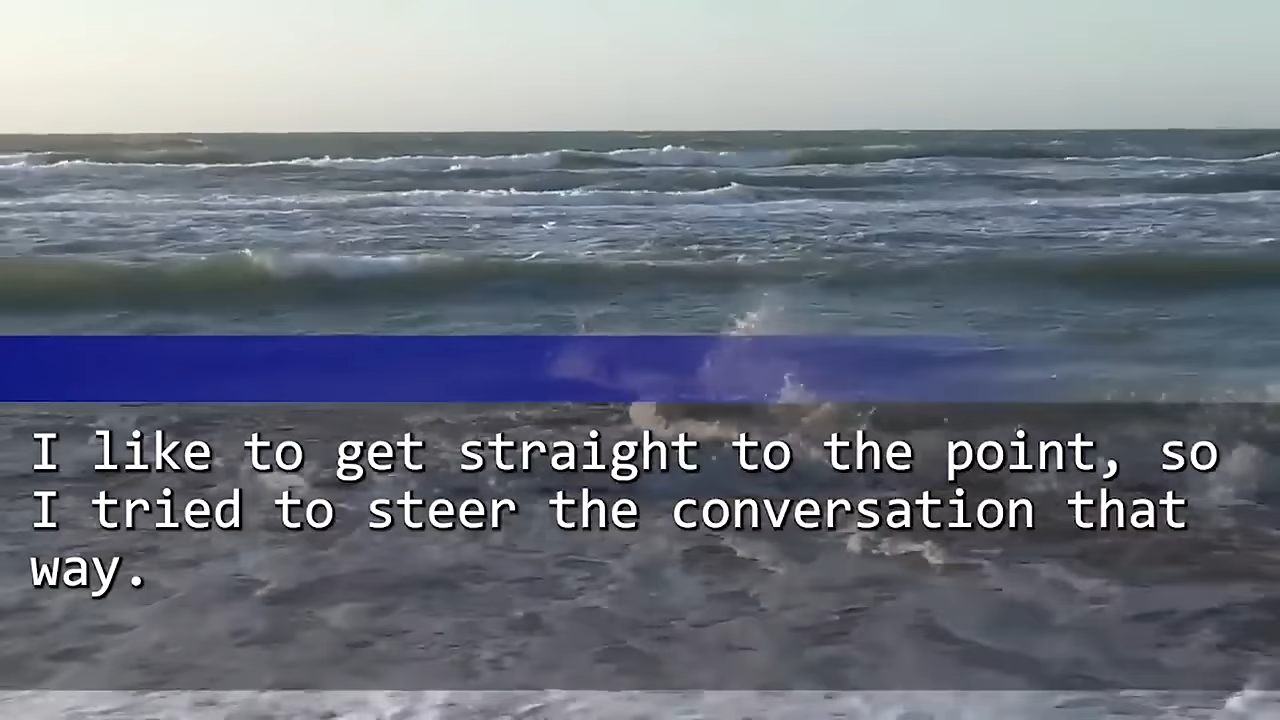 I like to get straight to the point, so
I tried to steer the conversation that
way.